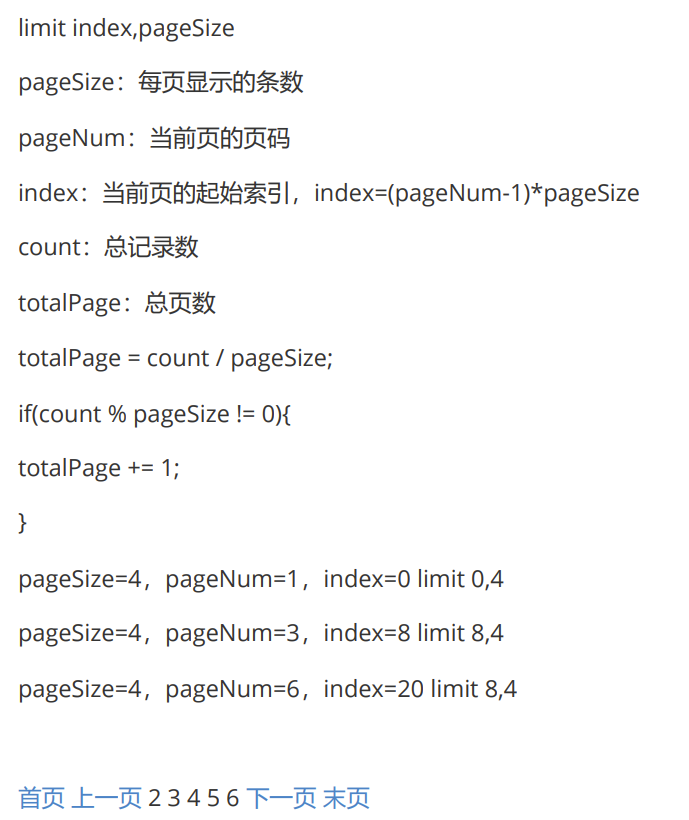 limit index,pageSize
pageSize：每页显示的条数
pageNum：当前页的页码
index：当前页的起始索引，index=(pageNum-1)*pageSize
count：总记录数
totalPage：总页数
totalPage = count / pageSize;
if(count % pageSize != 0){
totalPage += 1;
}
pageSize=4，pageNum=1，index=0 limit 0,4
pageSize=4，pageNum=3，index=8 limit 8,4
pageSize=4，pageNum=6，index=20 limit 8,4
首页 上一页 2 3 4 5 6 下一页 末页